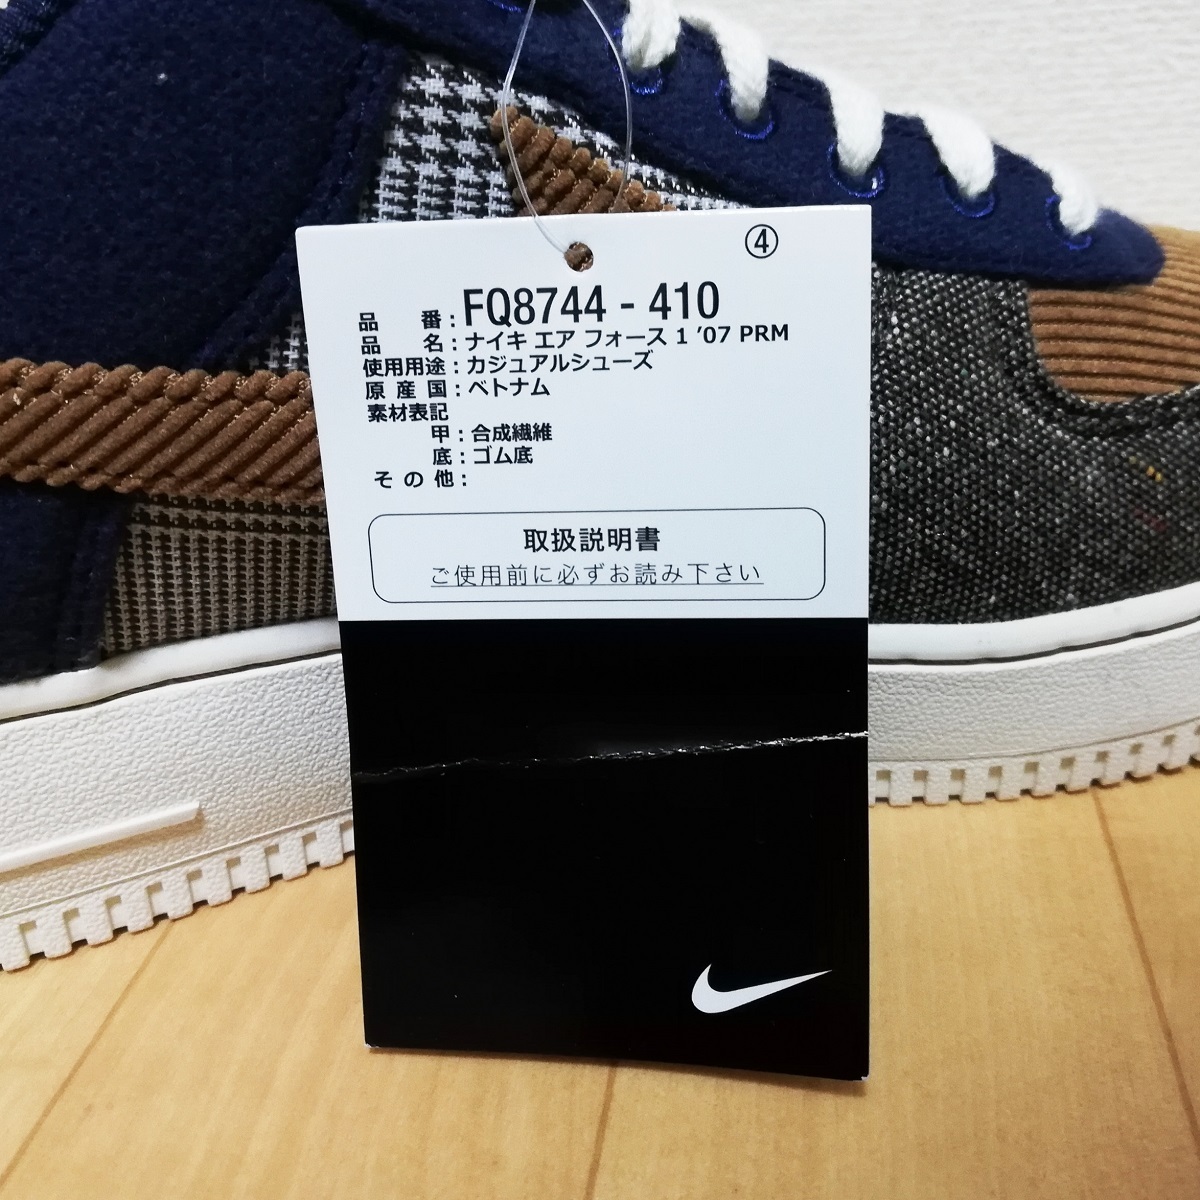 ④
品 番：FQ8744 - 410
品 名：ナイキ エア フォース 1 '07 PRM
使用用途：カジュアルシューズ
原 産 国：ベトナム
素材表記
甲：合成繊維
底：ゴム底
そ の 他：
取扱説明書
ご使用前に必ずお読み下さい